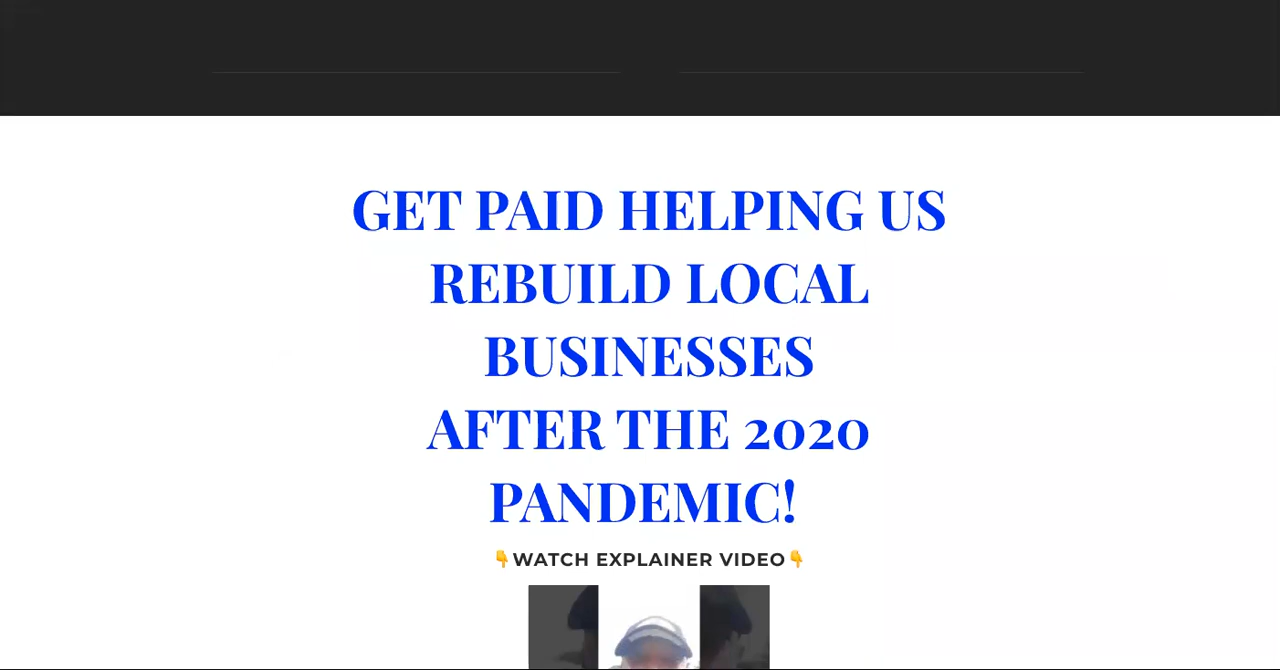 GET PAID HELPING US
REBUILD LOCAL
BUSINESSES
AFTER THE 2020
PANDEMIC!
👇WATCH EXPLAINER VIDEO👇